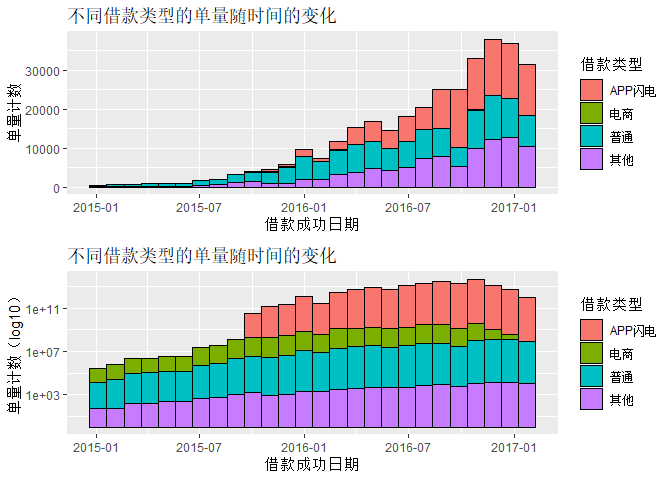 不同借款类型的单量随时间的变化
30000
20000
10000
0
单量计数
2015-01 2015-07 2016-01 2016-07 2017-01
借款成功日期
借款类型
APP闪电
电商
普通
其他
不同借款类型的单量随时间的变化
1e+11
1e+07
1e+03
单量计数（log10）
2015-01 2015-07 2016-01 2016-07 2017-01
借款成功日期
借款类型
APP闪电
电商
普通
其他